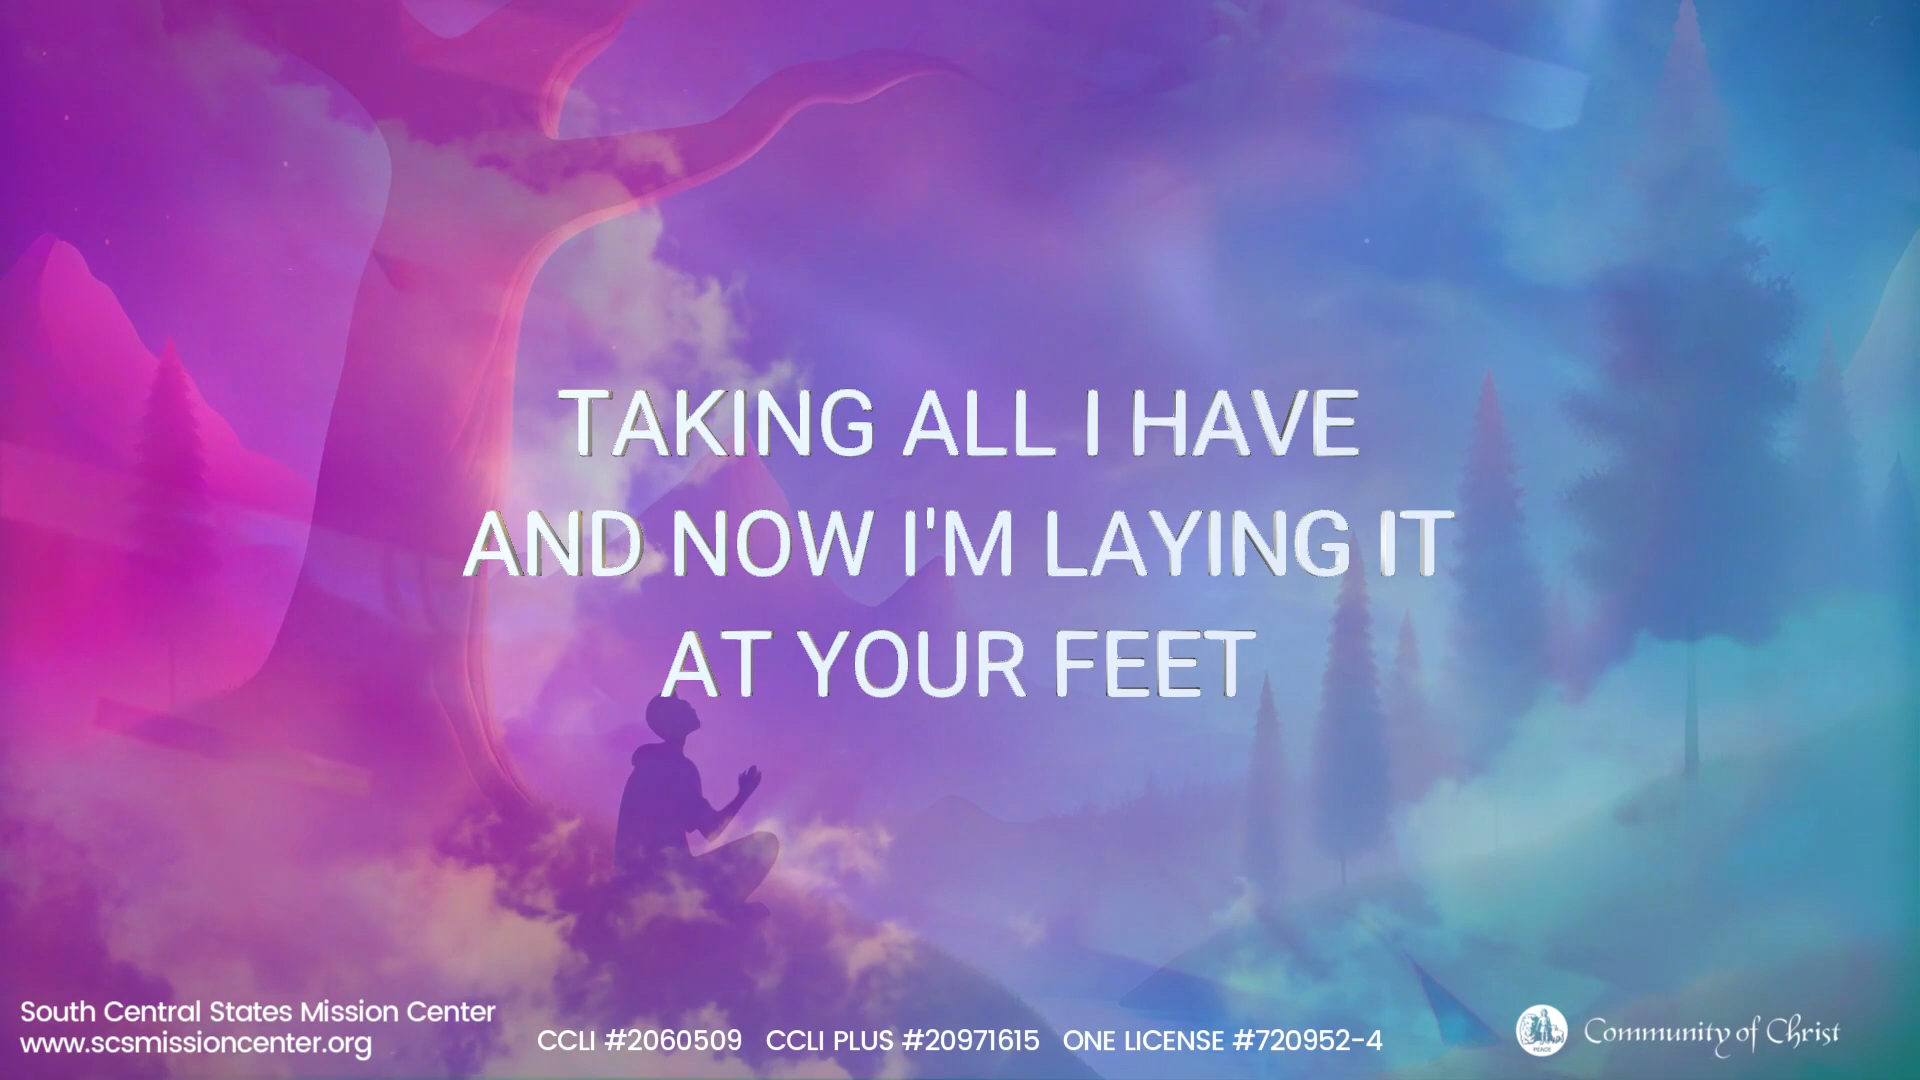 TAKING ALL I HAVE
AND NOW I'M LAYING IT
AT YOUR FEET
South Central States Mission Center
www.scsmissioncenter.org
CCLI #2060509 CCLI PLUS #20971615 ONE LICENSE #720952-4
PEACE
Community of Christ